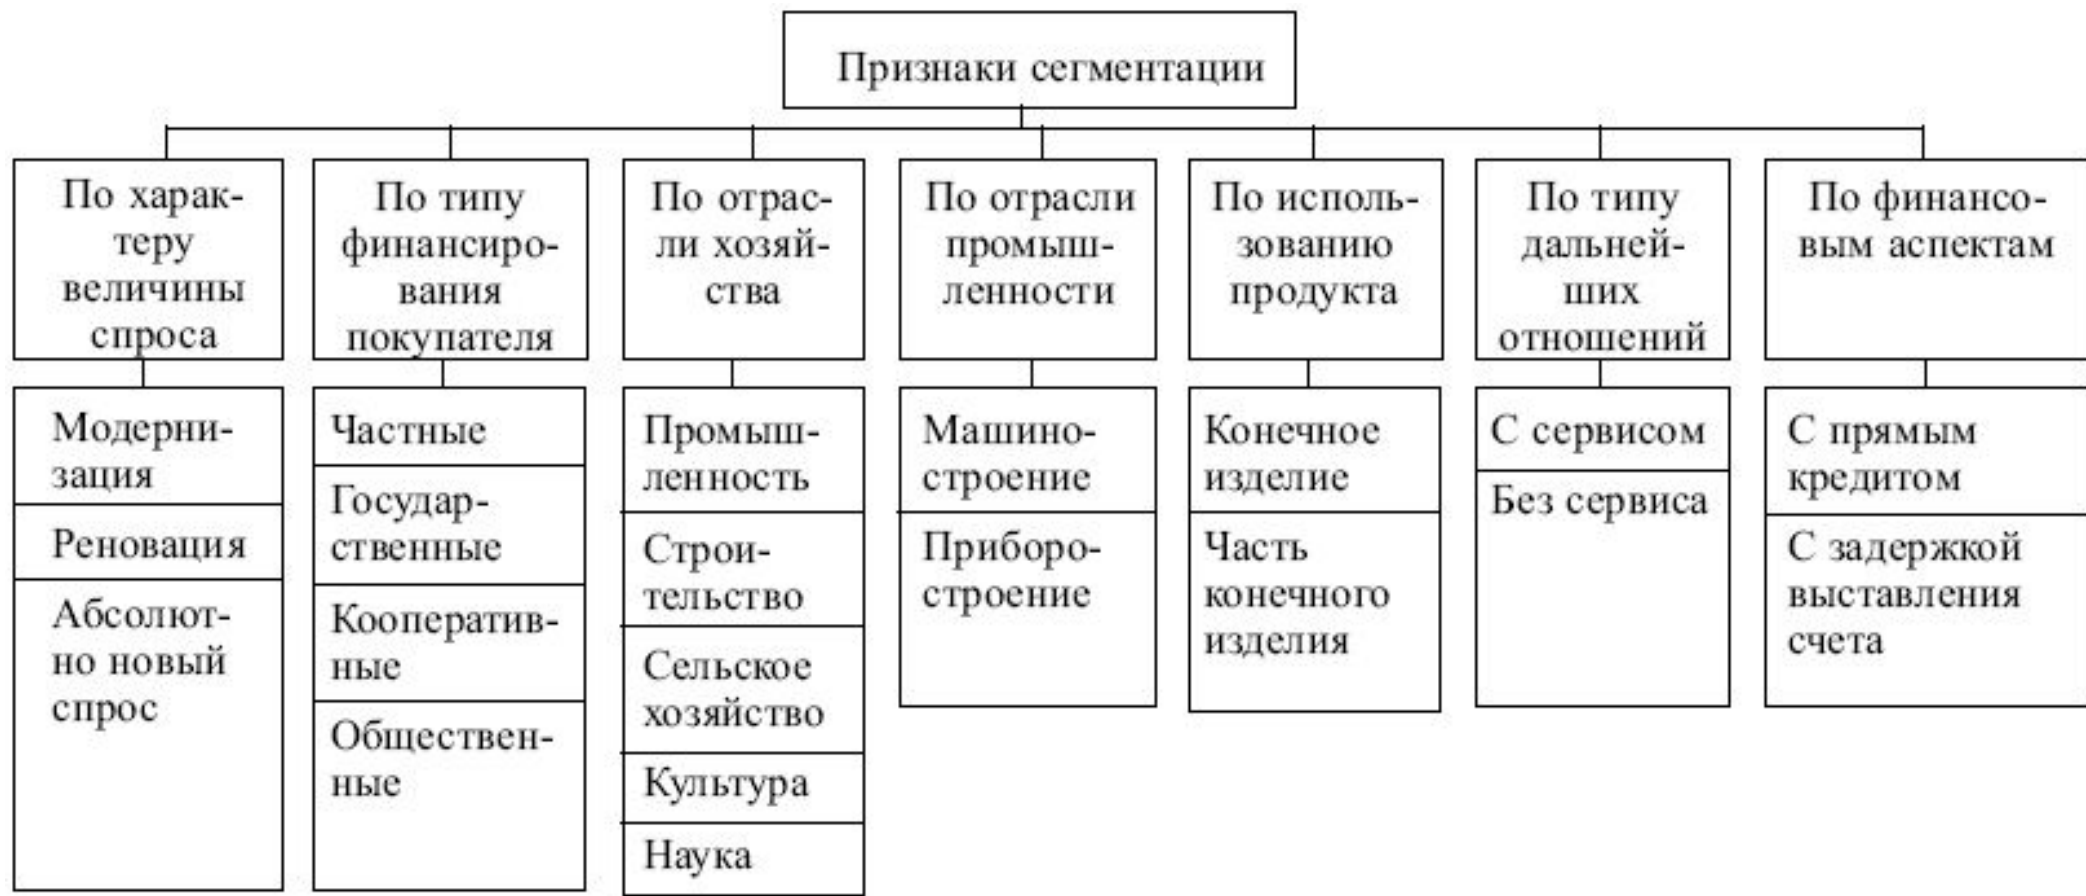 Признаки сегментации
По харак-
теру
величины
спроса
По типу
финансиро-
вания
покупателя
По отрас-
ли хозяй-
ства
По отрасли
промыш-
ленности
По исполь-
зованию
продукта
По типу
дальней-
ших
отношений
По финансо-
вым аспектам
Модерни-
зация
Реновация
Абсолют-
но новый
спрос
Частные
Государ-
ственные
Кооператив-
ные
Обществен-
ные
Промыш-
ленность
Строи-
тельство
Сельское
хозяйство
Культура
Наука
Машино-
строение
Приборо-
строение
Конечное
изделие
Часть
конечного
изделия
С сервисом
Без сервиса
С прямым
кредитом
С задержкой
выставления
счета